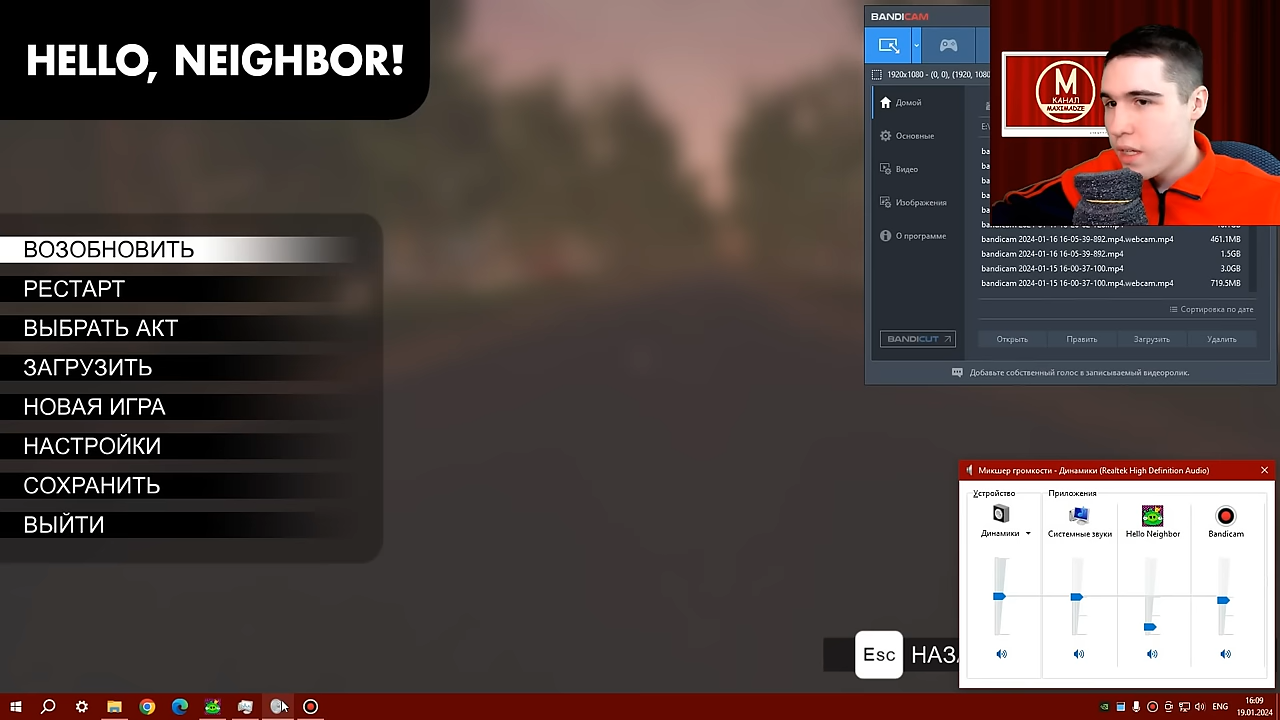 HELLO, NEIGHBOR!
ВОЗОБНОВИТЬ
РЕСТАРТ
ВЫБРАТЬ АКТ
ЗАГРУЗИТЬ
НОВАЯ ИГРА
НАСТРОЙКИ
СОХРАНИТЬ
ВЫЙТИ
Esc
BANDICAM
1920x1080 - (0, 0), (1920, 1080
Домой
Основные
Видео
Изображения
О программе
BANDICUT
bandicam 2024-01-16 16-05-39-892.mp4.webcam.mp4 461.1MB
bandicam 2024-01-16 16-05-39-892.mp4 1.5GB
bandicam 2024-01-15 16-00-37-100.mp4 3.0GB
bandicam 2024-01-15 16-00-37-100.mp4.webcam.mp4 719.5MB
Сортировка по дате
Открыть Править Загрузить Удалить
Добавьте собственный голос в записываемый видеоролик.
М
КАНАЛ
MAXIMADZE
Микшер громкости - Динамики (Realtek High Definition Audio)
Устройство Приложения
Динамики Системные звуки Hello Neighbor Bandicam
ENG
16:09
19.01.2024